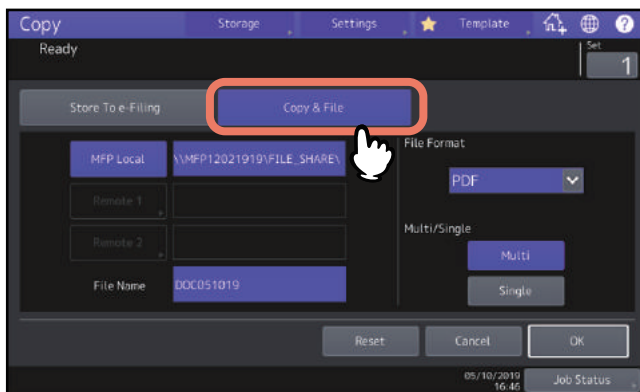 Copy
Storage
Settings
Template
?
Ready
Set
1
Store To e-Filing
Copy & File
MFP Local
\\MFP12021919\FILE_SHARE\
File Format
PDF
Remote 1
Remote 2
Multi/Single
Multi
File Name
DOC051019
Single
Reset
Cancel
OK
05/10/2019
16:46
Job Status